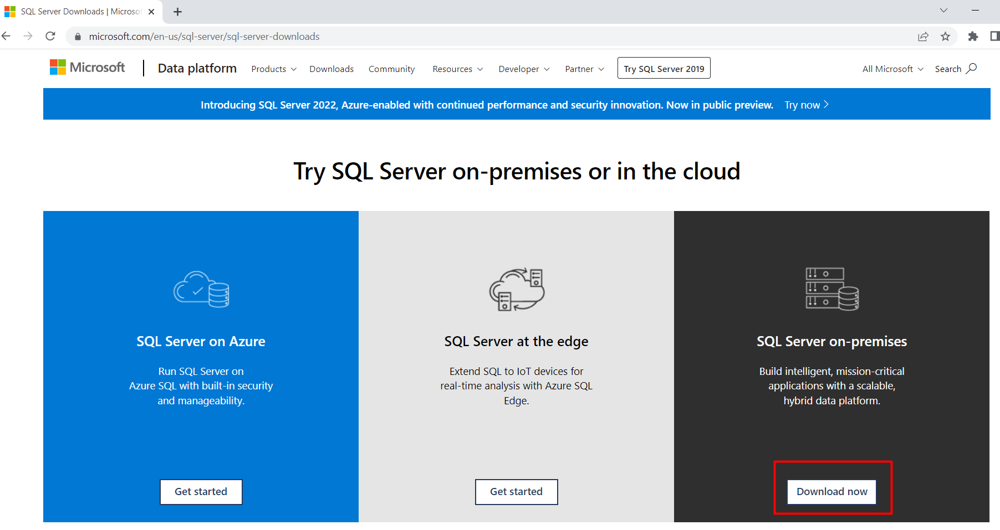 SQL Server Downloads | Microso
microsoft.com/en-us/sql-server/sql-server-downloads
Microsoft Data platform Products Downloads Community Resources Developer Partner Try SQL Server 2019 All Microsoft Search
Introducing SQL Server 2022, Azure-enabled with continued performance and security innovation. Now in public preview. Try now
Try SQL Server on-premises or in the cloud
SQL Server on Azure
Run SQL Server on
Azure SQL with built-in security
and manageability.
Get started
SQL Server at the edge
Extend SQL to IoT devices for
real-time analysis with Azure SQL
Edge.
Get started
SQL Server on-premises
Build intelligent, mission-critical
applications with a scalable,
hybrid data platform.
Download now